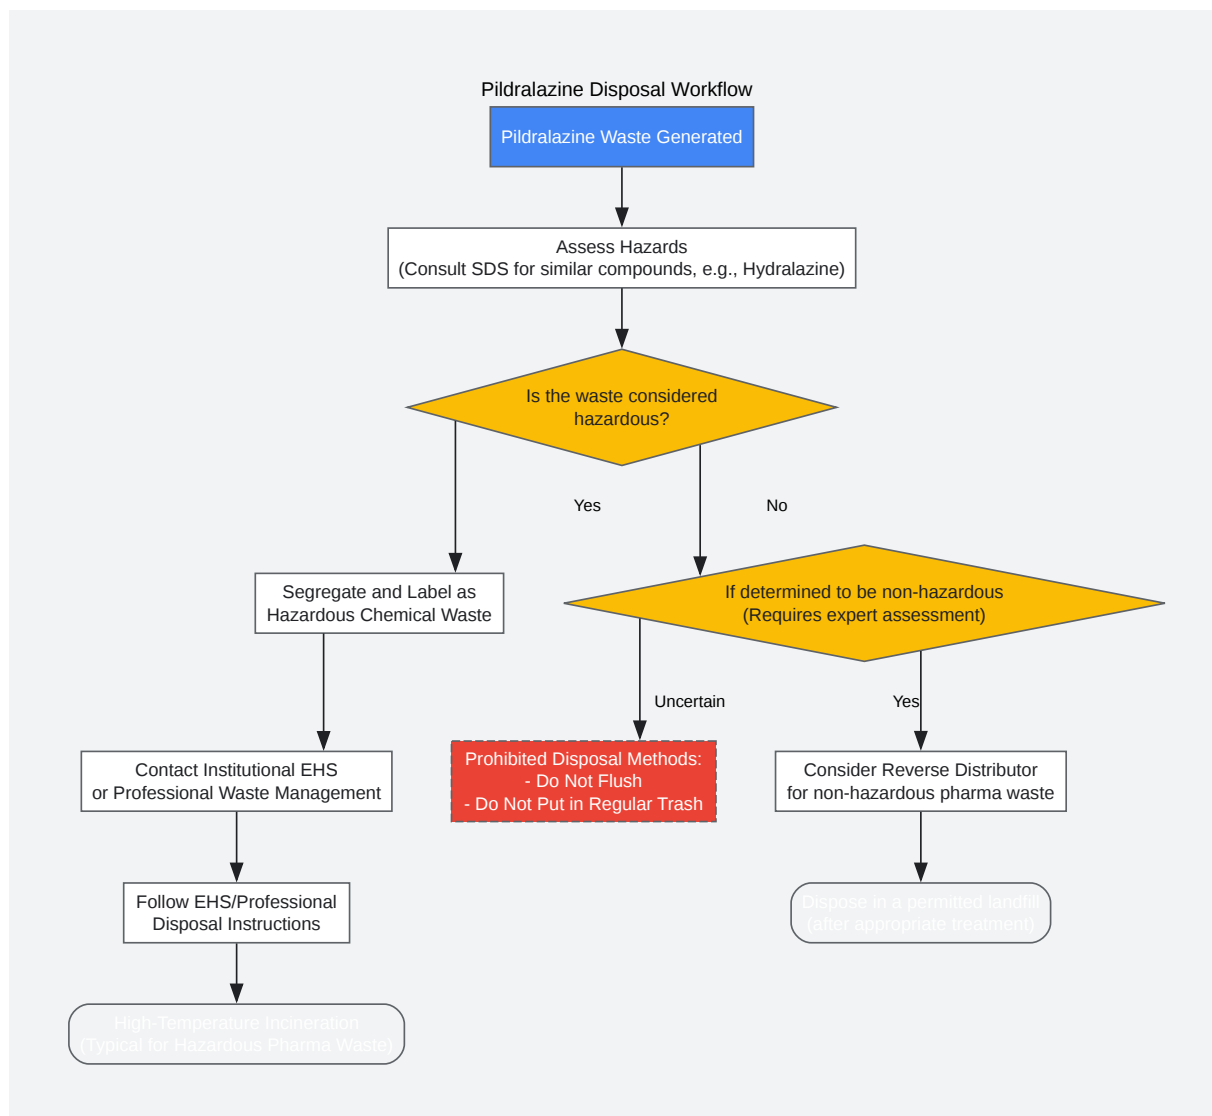 Pildralazine Disposal Workflow
Pildralazine Waste Generated
Assess Hazards
(Consult SDS for similar compounds, e.g., Hydralazine)
Is the waste considered
hazardous?
Yes
No
Segregate and Label as
Hazardous Chemical Waste
If determined to be non-hazardous
(Requires expert assessment)
Uncertain
Yes
Contact Institutional EHS
or Professional Waste Management
Prohibited Disposal Methods:
- Do Not Flush
- Do Not Put in Regular Trash
Consider Reverse Distributor
for non-hazardous pharma waste
Follow EHS/Professional
Disposal Instructions
Dispose in a permitted landfill
(after appropriate treatment)
High-Temperature Incineration
(Typical for Hazardous Pharma Waste)